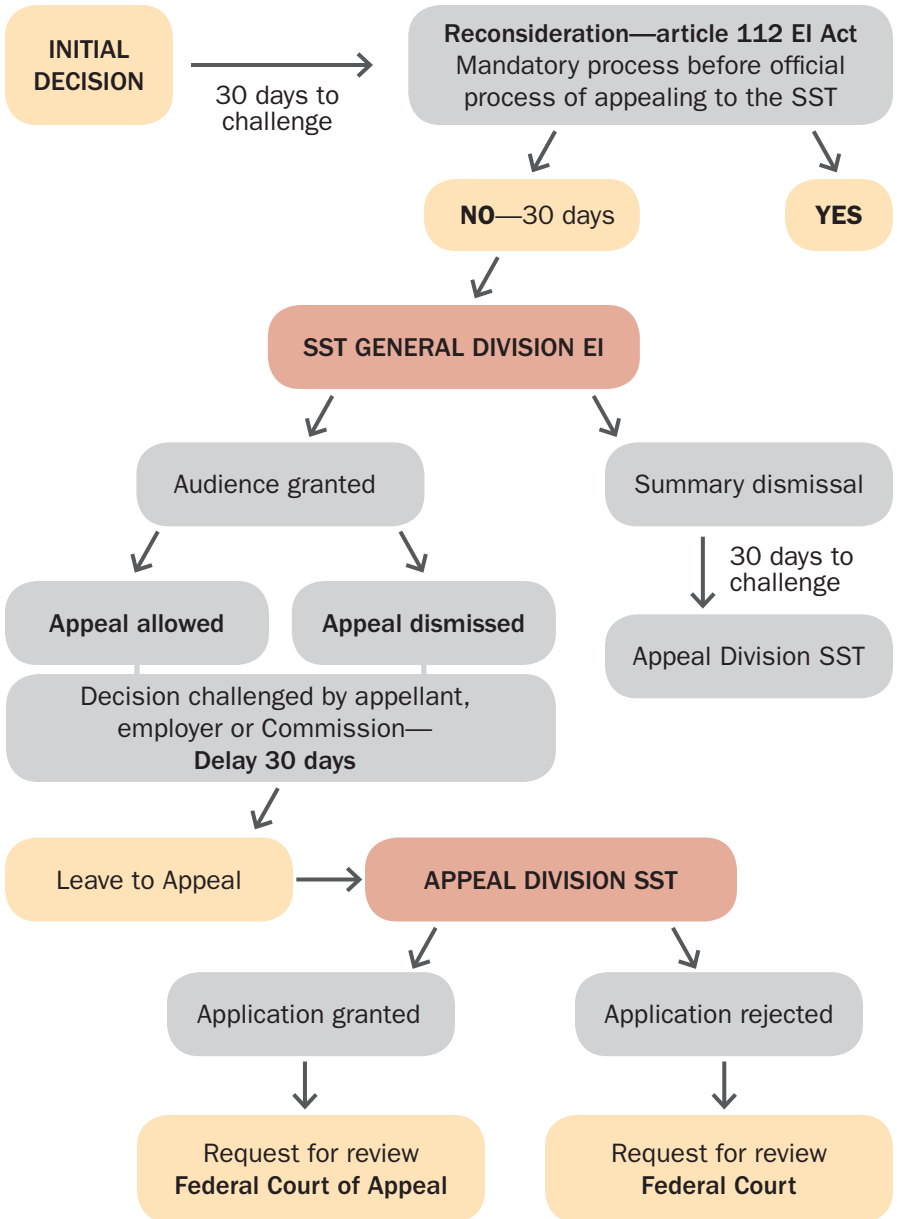 INITIAL
DECISION
30 days to
challenge
Reconsideration—article 112 EI Act
Mandatory process before official
process of appealing to the SST
NO—30 days
YES
SST GENERAL DIVISION EI
Audience granted
Summary dismissal
30 days to
challenge
Appeal allowed
Appeal dismissed
Appeal Division SST
Decision challenged by appellant,
employer or Commission—
Delay 30 days
Leave to Appeal
APPEAL DIVISION SST
Application granted
Application rejected
Request for review
Federal Court of Appeal
Request for review
Federal Court